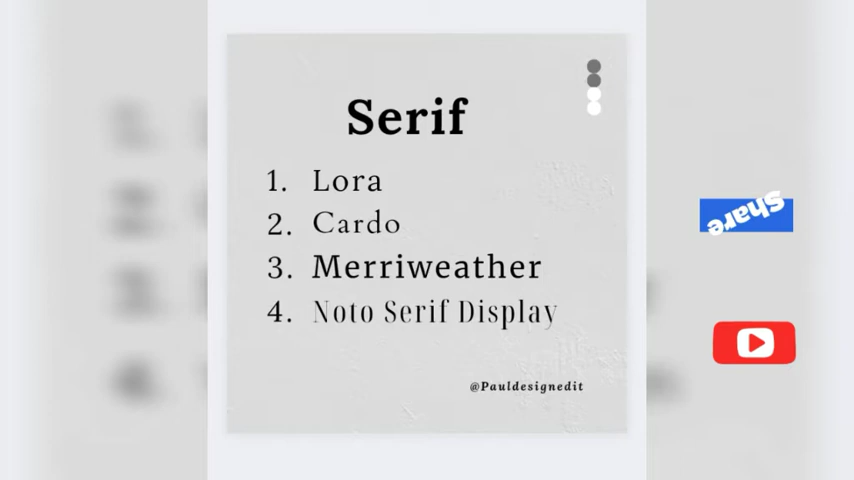 Serif
1. Lora
2. Cardo
3. Merriweather
4. Noto Serif Display
@Pauldesignedit
Share